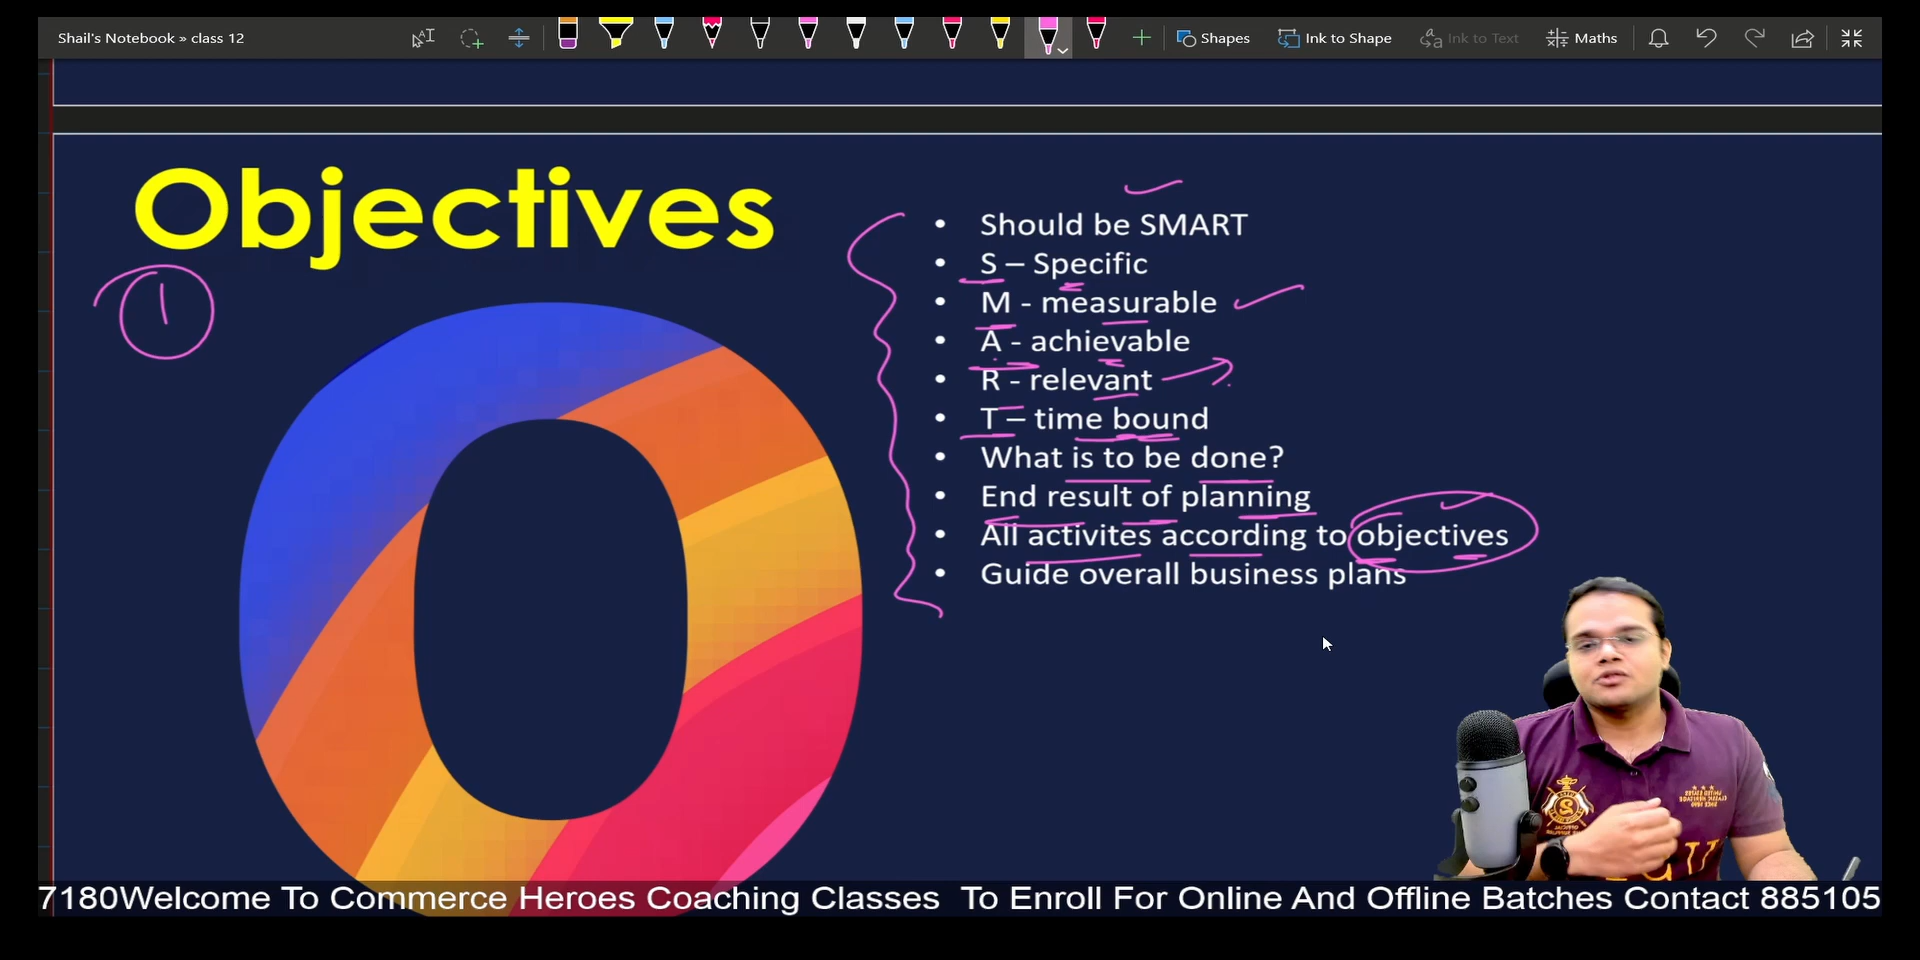 Shail's Notebook » class 12
Shapes
Ink to Shape
Ink to Text
Maths
Objectives
1
• Should be SMART
• S – Specific
• M - measurable
• A - achievable
• R - relevant
• T – time bound
• What is to be done?
• End result of planning
• All activites according to objectives
• Guide overall business plans
7180Welcome To Commerce Heroes Coaching Classes To Enroll For Online And Offline Batches Contact 885105